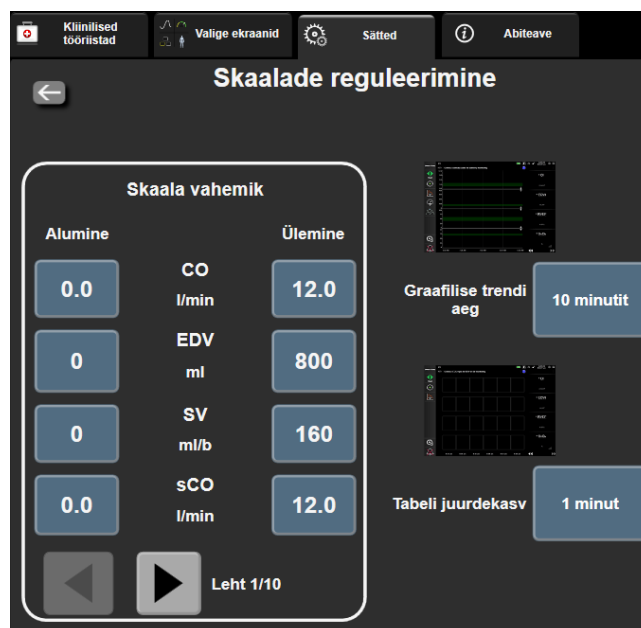 Kliinilised
tööriistad
Valige ekraanid
Sätted
Abiteave
Skaalade reguleerimine
Skaala vahemik
Alumine
Ülemine
0.0
CO
l/min
12.0
0
EDV
ml
800
0
SV
ml/b
160
0.0
sCO
l/min
12.0
Leht 1/10
Graafilise trendi
aeg
10 minutit
Tabeli juurdekasv
1 minut